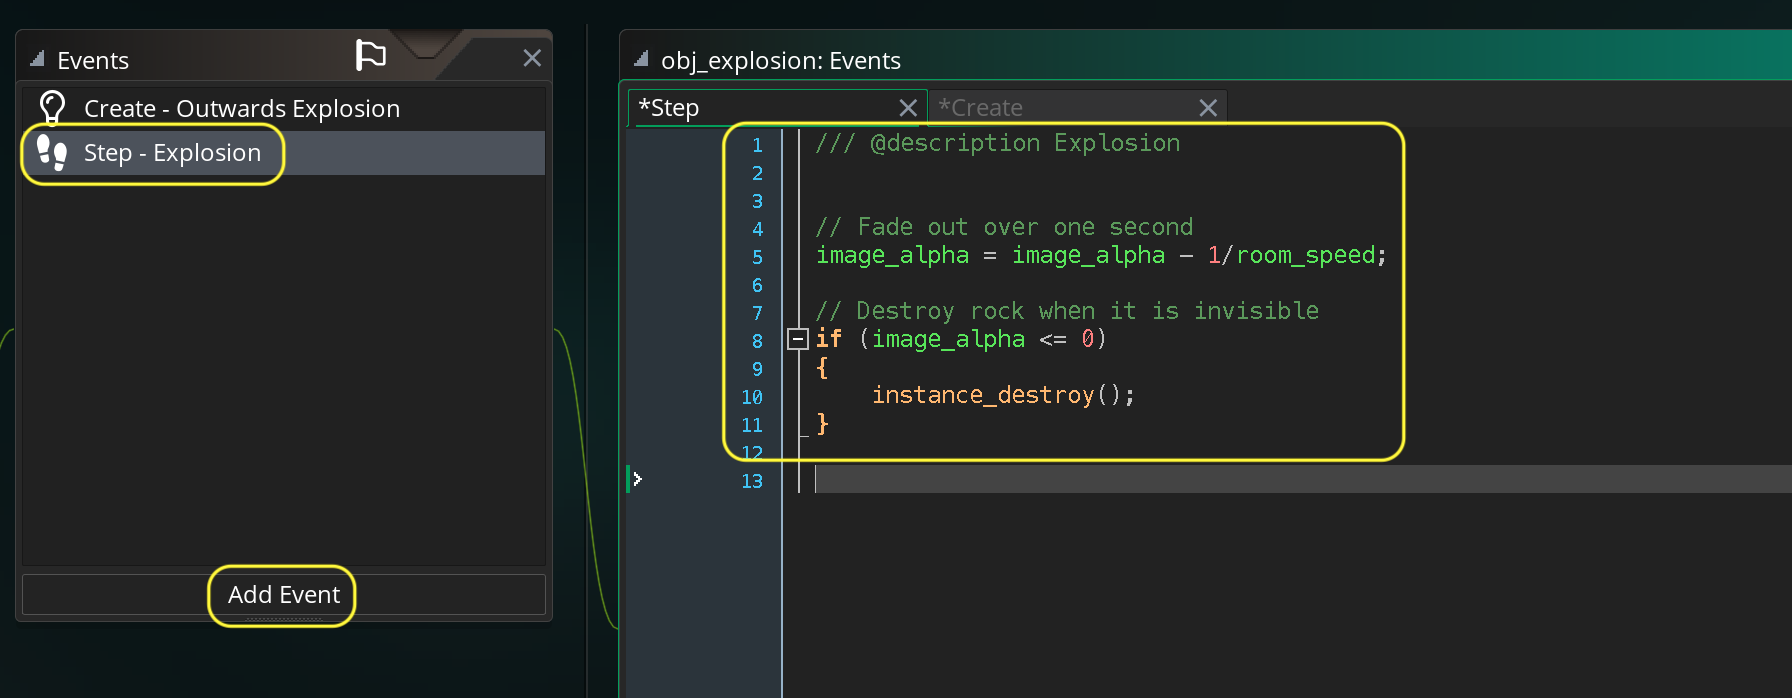 Events
Create - Outwards Explosion
Step - Explosion
Add Event
obj_explosion: Events
*Step
*Create
1 /// @description Explosion
2
3
4 // Fade out over one second
5 image_alpha = image_alpha - 1/room_speed;
6
7 // Destroy rock when it is invisible
8 if (image_alpha <= 0)
9 {
10 instance_destroy();
11 }
12
13